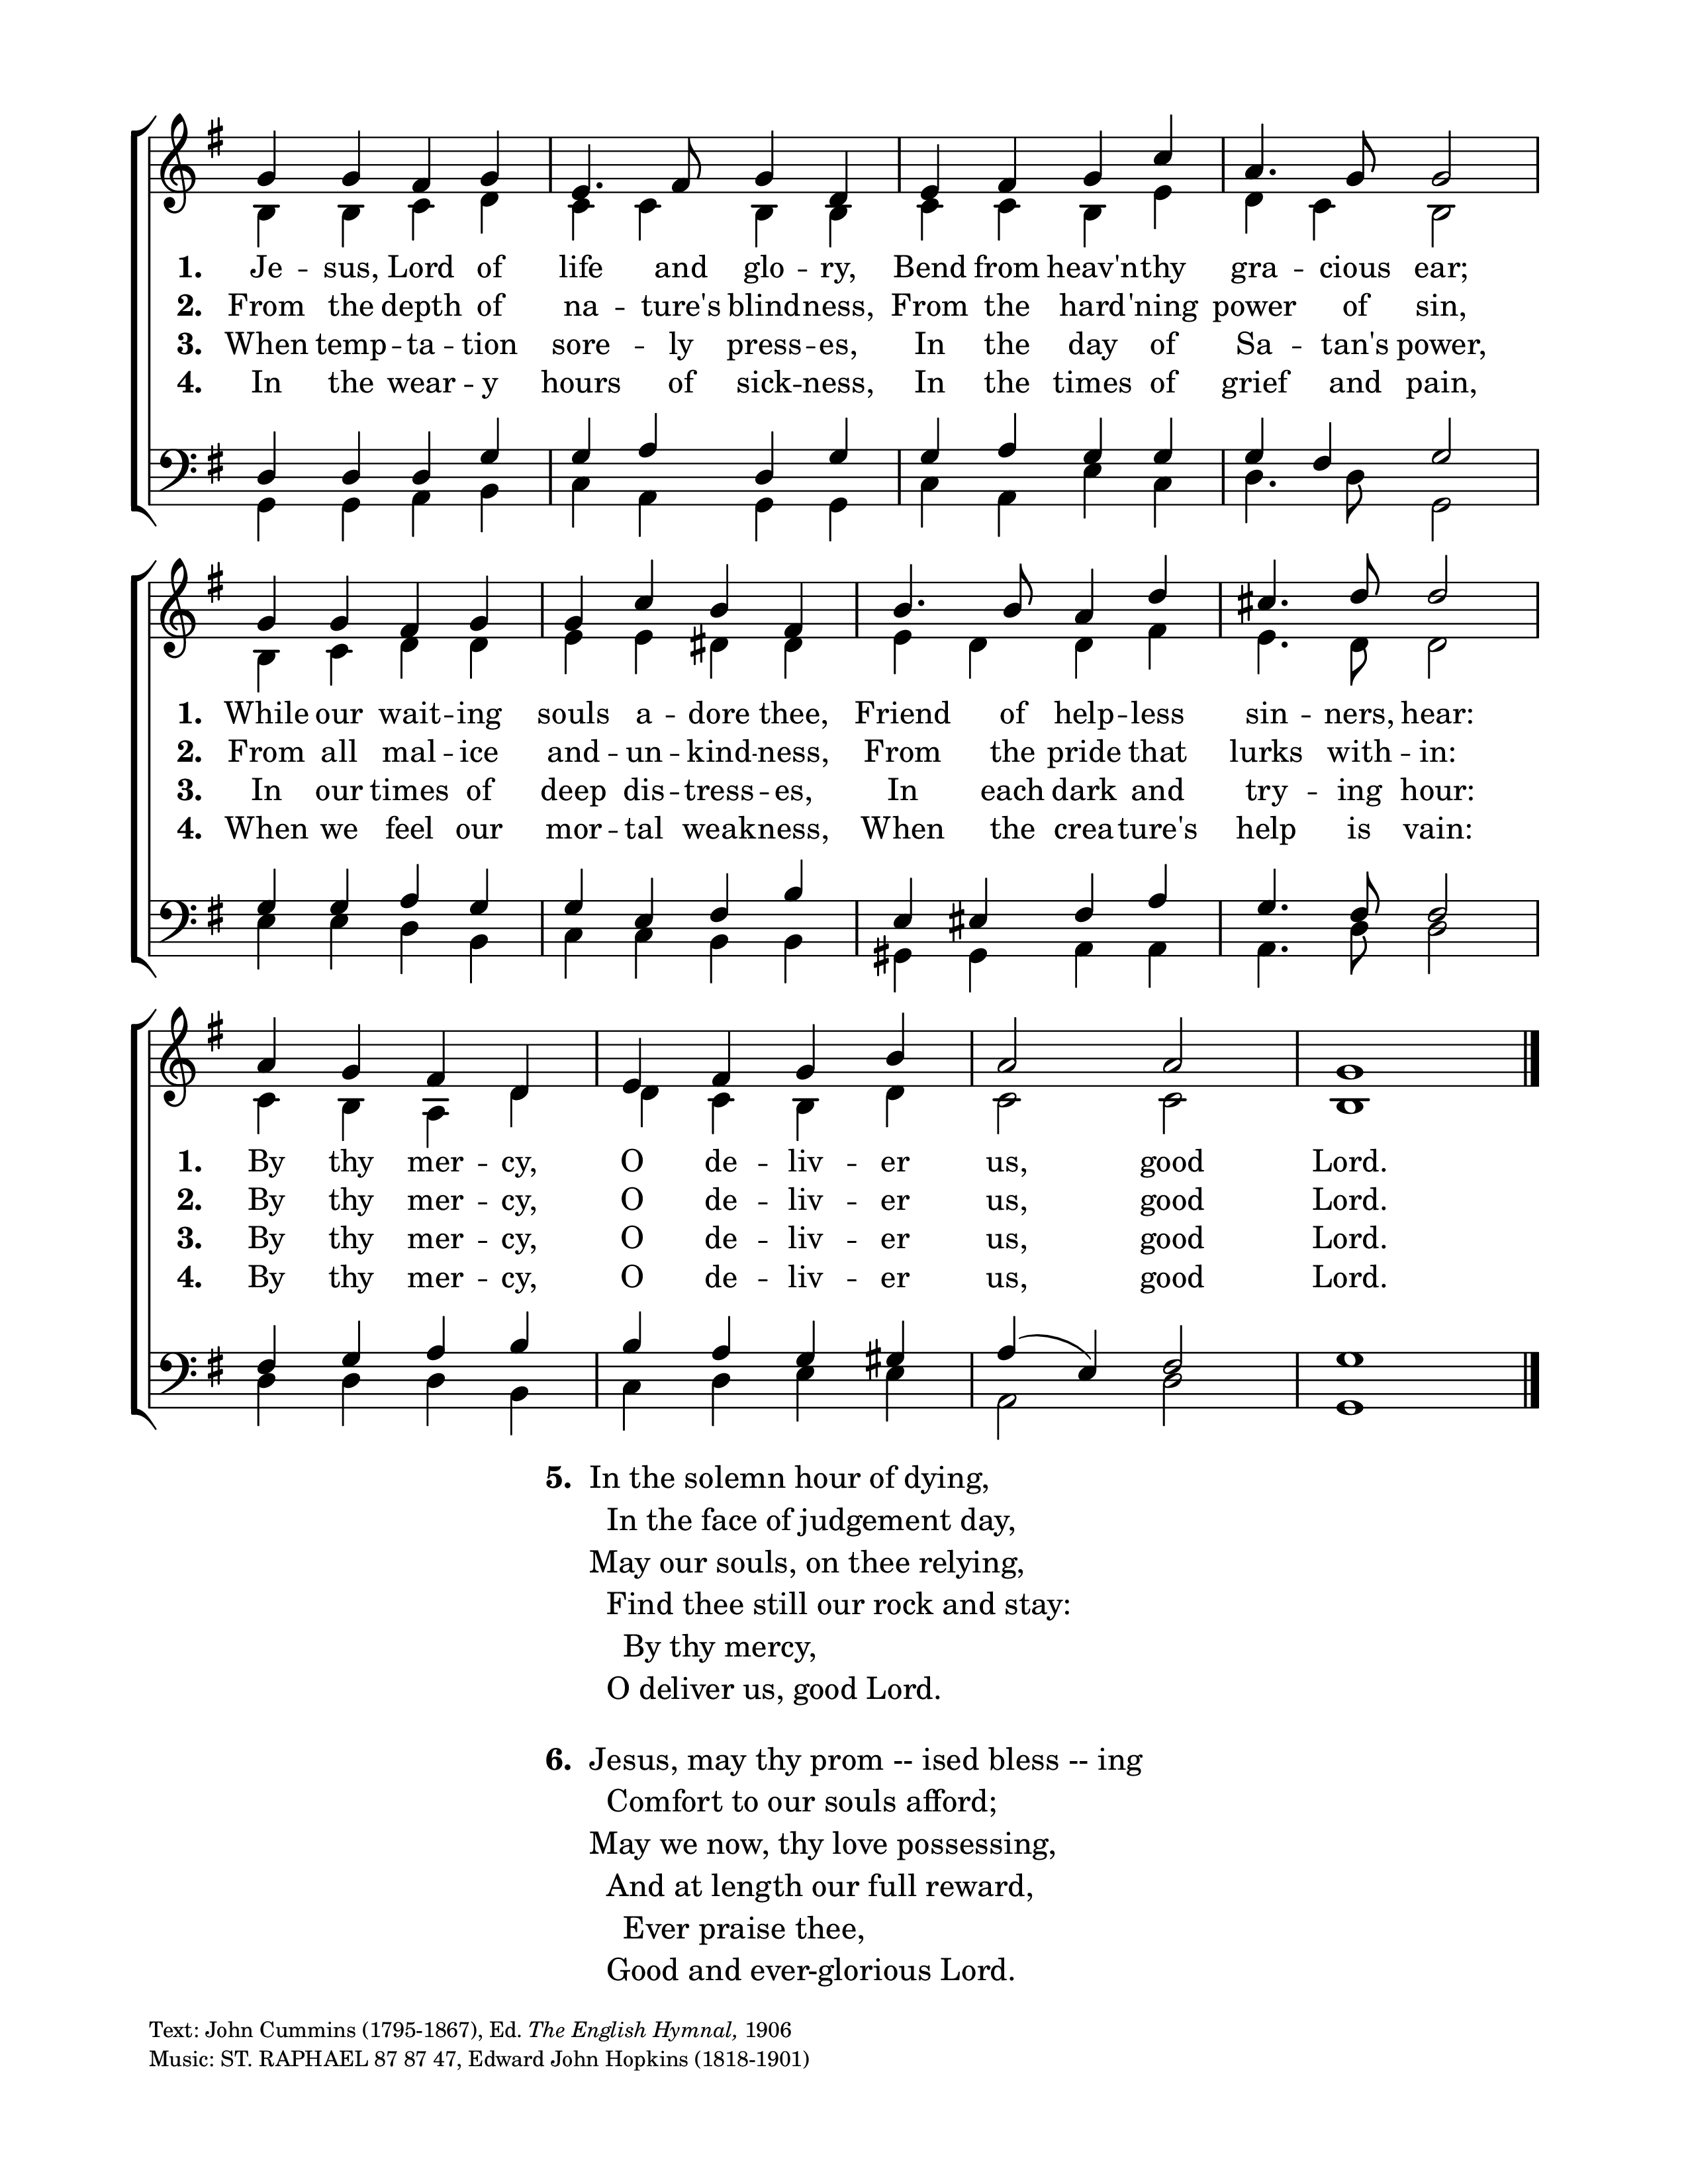 1. Je -- sus, Lord of life and glo -- ry, Bend from heav'n thy gra -- cious ear;
2. From the depth of na -- ture's blind -- ness, From the hard -- 'ning power of sin,
3. When temp -- ta -- tion sore -- ly press -- es, In the day of Sa -- tan's power,
4. In the wear -- y hours of sick -- ness, In the times of grief and pain,
1. While our wait -- ing souls a -- dore thee, Friend of help -- less sin -- ners, hear:
2. From all mal -- ice and -- un -- kind -- ness, From the pride that lurks with -- in:
3. In our times of deep dis -- tress -- es, In each dark and try -- ing hour:
4. When we feel our mor -- tal weak -- ness, When the crea -- ture's help is vain:
1. By thy mer -- cy, O de -- liv -- er us, good Lord.
2. By thy mer -- cy, O de -- liv -- er us, good Lord.
3. By thy mer -- cy, O de -- liv -- er us, good Lord.
4. By thy mer -- cy, O de -- liv -- er us, good Lord.
5. In the solemn hour of dying,
In the face of judgement day,
May our souls, on thee relying,
Find thee still our rock and stay:
By thy mercy,
O deliver us, good Lord.
6. Jesus, may thy prom -- ised bless -- ing
Comfort to our souls afford;
May we now, thy love possessing,
And at length our full reward,
Ever praise thee,
Good and ever-glorious Lord.
Text: John Cummins (1795-1867), Ed. The English Hymnal, 1906
Music: ST. RAPHAEL 87 87 47, Edward John Hopkins (1818-1901)